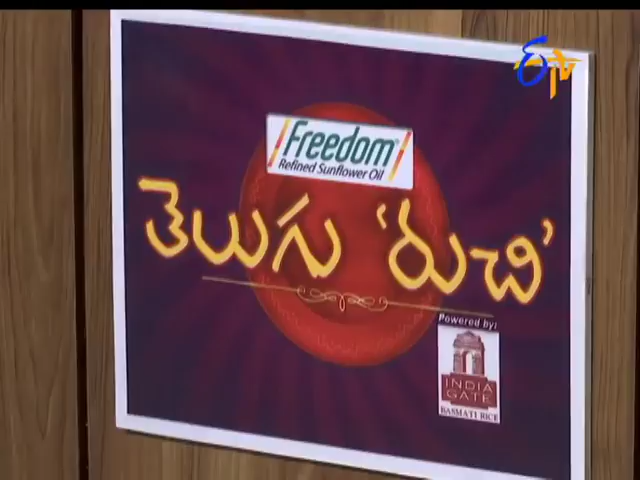 ETV
Freedom
Refined Sunflower Oil
తెలుగు 'రుచి'
Powered by:
INDIA
GATE
BASMATI RICE